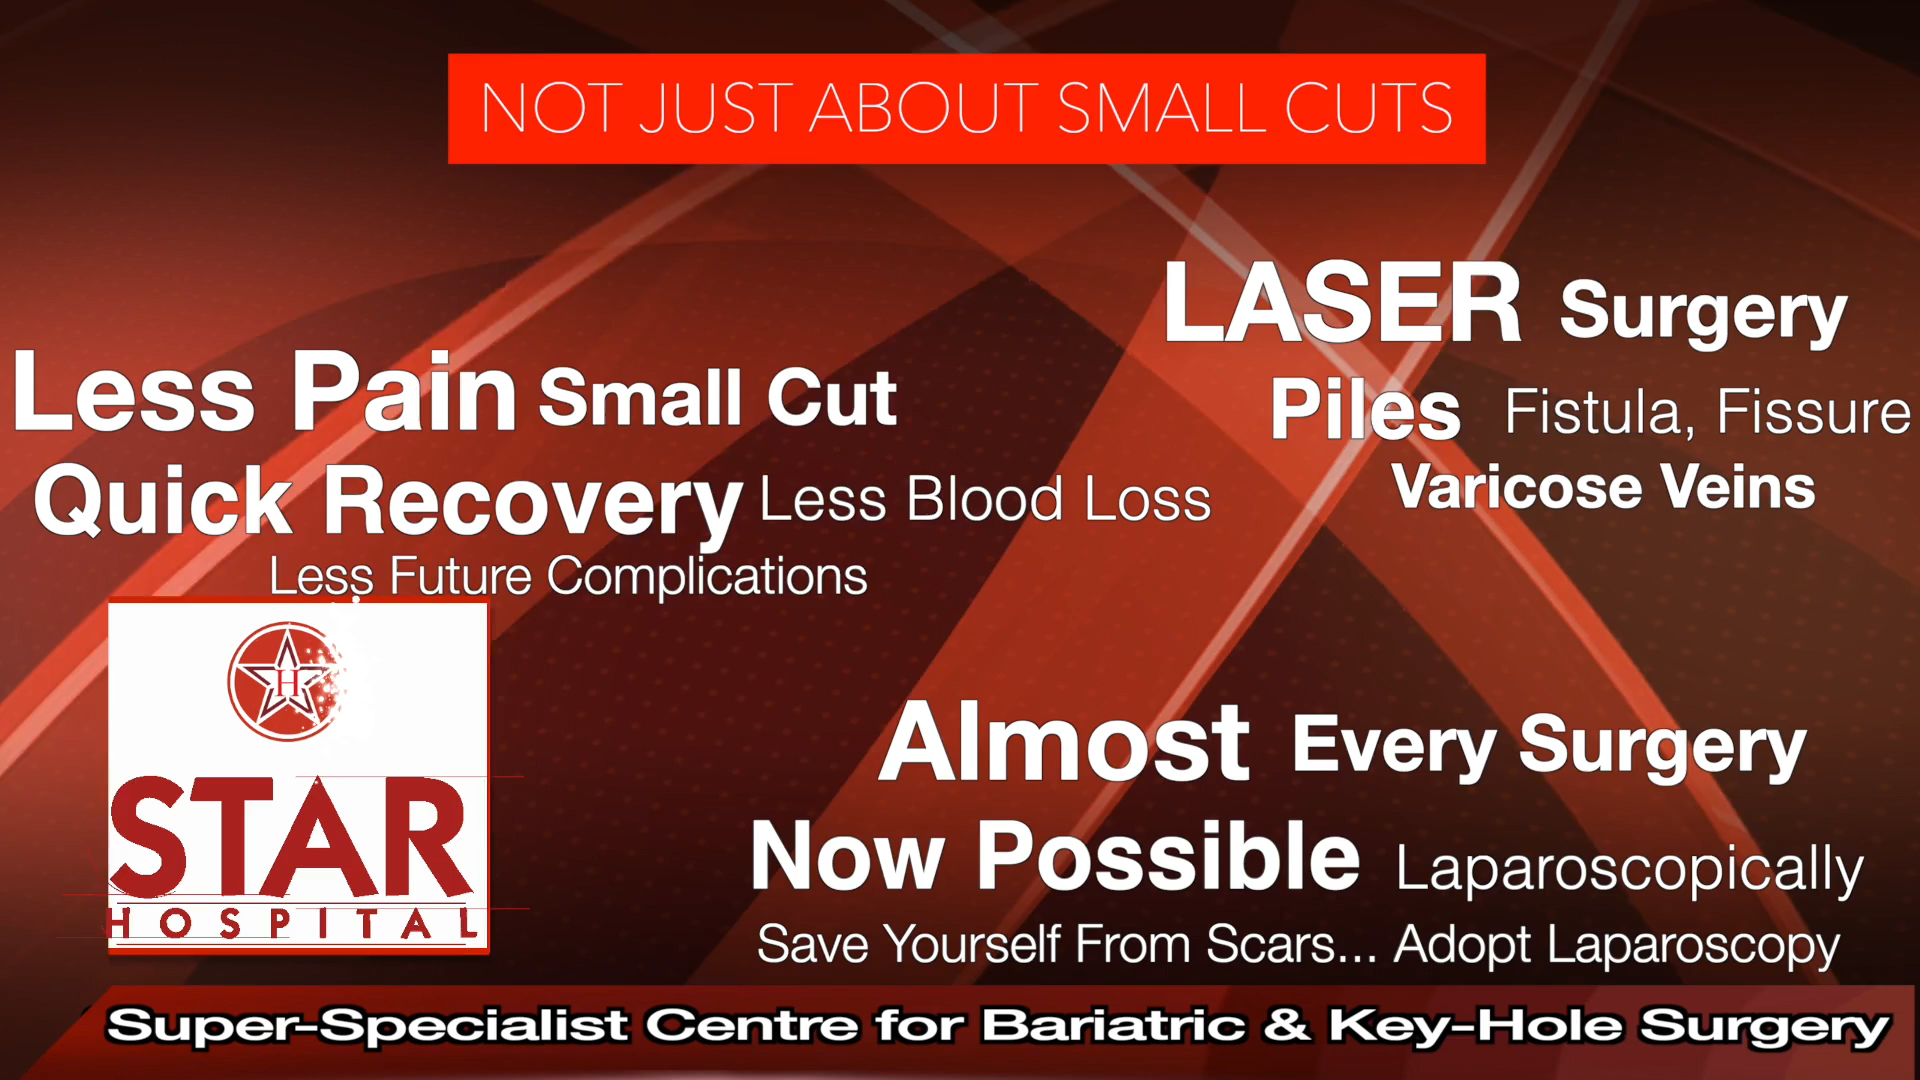 NOT JUST ABOUT SMALL CUTS
LASER Surgery
Piles Fistula, Fissure
Varicose Veins
Less Pain Small Cut
Quick Recovery Less Blood Loss
Less Future Complications
H
STAR
HOSPITAL
Almost Every Surgery
Now Possible Laparoscopically
Save Yourself From Scars... Adopt Laparoscopy
Super-Specialist Centre for Bariatric & Key-Hole Surgery